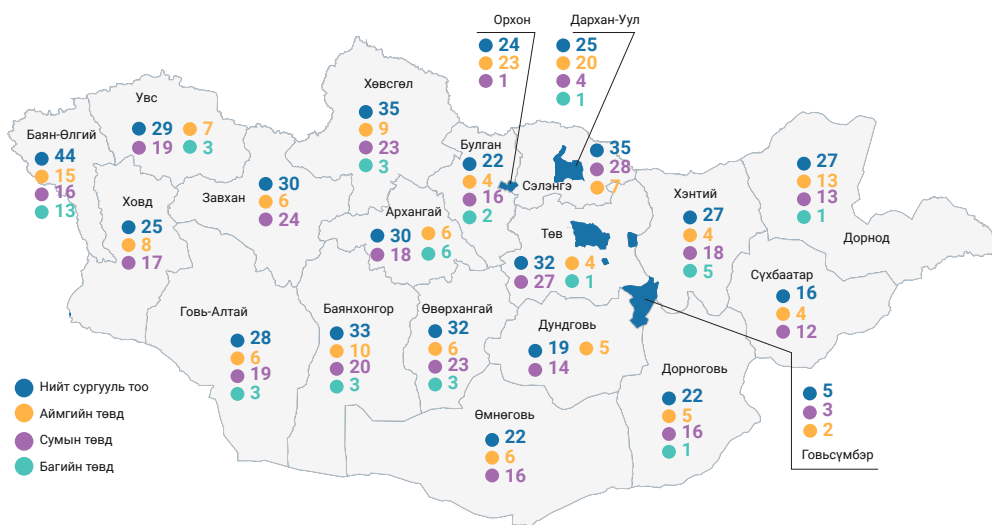 Орхон
24
23
1
Дархан-Уул
25
20
4
1
Хөвсгөл
35
9
23
3
Увс
29 7
19 3
Баян-Өлгий
44
15
16
13
Ховд
25
8
17
Завхан
30
6
24
Архангай
30 6
18 6
Булган
22
4
16
2
Сэлэнгэ
35
28
7
Төв
32 4
27 1
Хэнтий
27
4
18
5
27
13
13
1
Дорнод
Сүхбаатар
16
4
12
Говь-Алтай
28
6
19
3
Баянхонгор
33
10
20
3
Өвөрхангай
32
6
23
3
Дундговь
19 5
14
Дорноговь
22
5
16
1
Өмнөговь
22
6
16
5
3
2
Говьсүмбэр
Нийт сургууль тоо
Аймгийн төвд
Сумын төвд
Багийн төвд